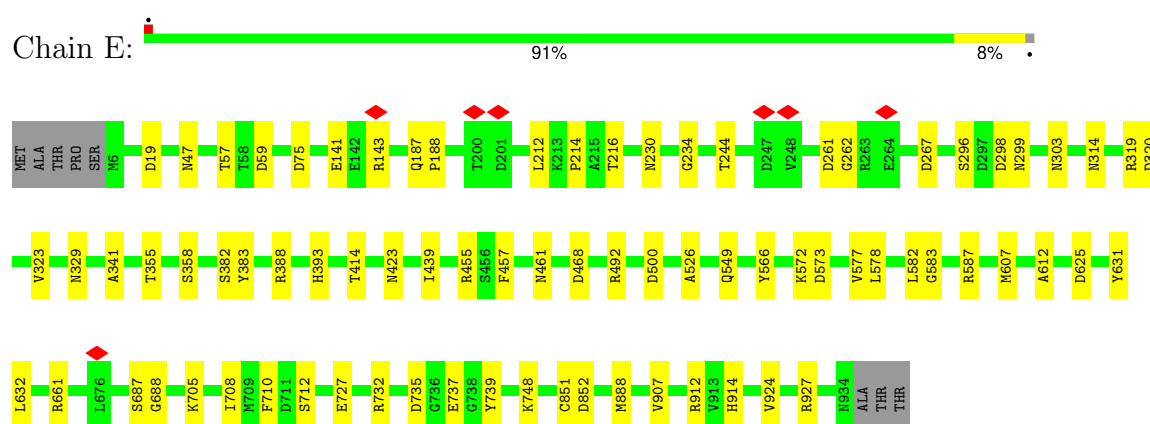 Chain E:
91%
8%
MET ALA THR PRO SER M6 D19 N47 T57 T58 D59 D75 E141 E142 R143 Q187 P188 T200 D201 L212 K213 P214 A215 T216 N230 G234 T244 D247 V248 D261 G262 R263 E264 D267 S296 D297 D298 N299 N303 N314 R319
V323 N329 A341 T355 S358 S382 Y383 R388 H393 T414 N423 I439 R455 S456 F457 N461 D468 R492 D500 A526 Q549 Y566 K572 D573 V577 L578 L582 G583 R587 M607 A612 D625 Y631
L632 R661 L676 S687 G688 K705 I708 M709 F710 D711 S712 E727 R732 D735 G736 E737 G738 Y739 K748 C851 D852 M888 V907 R912 V913 H914 V924 R927 N934 ALA THR THR